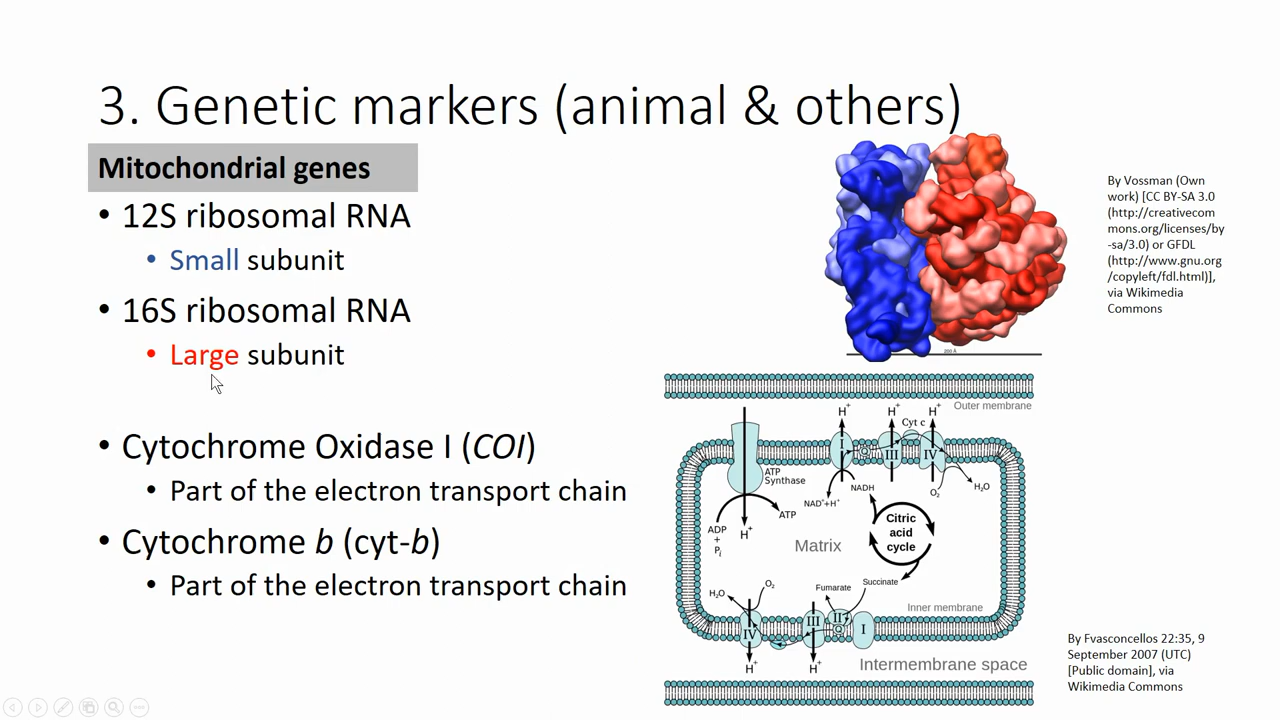 3. Genetic markers (animal & others)
Mitochondrial genes
• 12S ribosomal RNA
• Small subunit
• 16S ribosomal RNA
• Large subunit
• Cytochrome Oxidase I (COI)
• Part of the electron transport chain
• Cytochrome b (cyt-b)
• Part of the electron transport chain
By Vossman (Own
work) [CC BY-SA 3.0
(http://creativecom
mons.org/licenses/by
-sa/3.0) or GFDL
(http://www.gnu.org
/copyleft/fdl.html)],
via Wikimedia
Commons
200 Å
Outer membrane
H+
H+
H+
Cyt c
I
Q
III
IV
ATP
Synthase
NADH
NAD++H+
O2
H2O
ATP
ADP
+
Pi
H+
Citric
acid
cycle
Matrix
Succinate
Fumarate
O2
H2O
Inner membrane
IV
III
II
Q
I
H+
H+
Intermembrane space
By Fvasconcellos 22:35, 9
September 2007 (UTC)
[Public domain], via
Wikimedia Commons